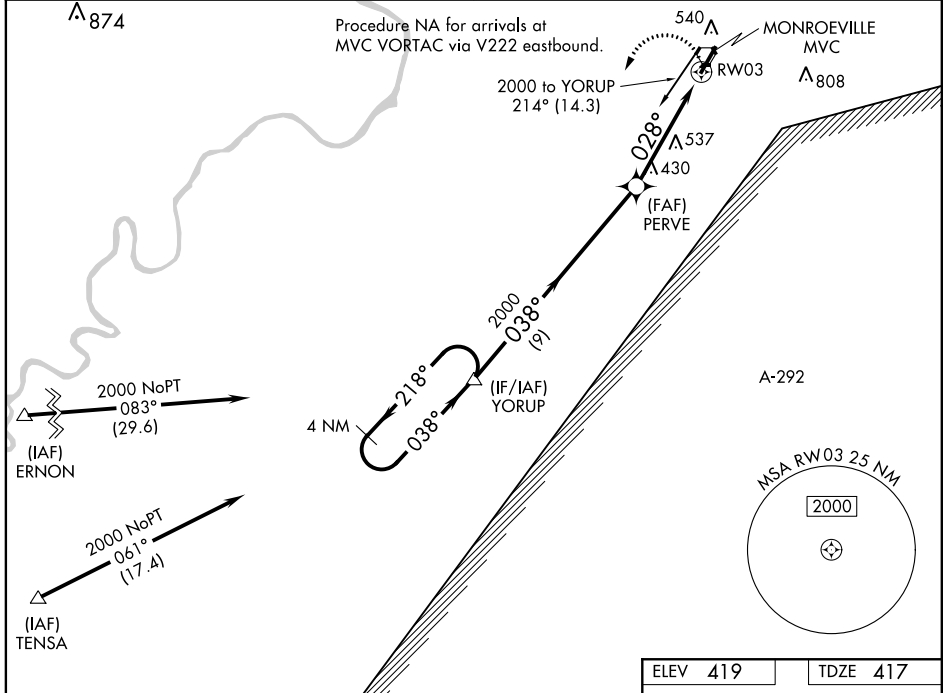 874
Procedure NA for arrivals at
MVC VORTAC via V222 eastbound.
540
MONROEVILLE
MVC
RW03
808
2000 to YORUP
214° (14.3)
028°
537
430
(FAF)
PERVE
2000
038°
(9)
(IF/IAF)
YORUP
218°
038°
4 NM
2000 NoPT
083°
(29.6)
(IAF)
ERNON
2000 NoPT
061°
(17.4)
(IAF)
TENSA
A-292
MSA RW03 25 NM
2000
ELEV 419
TDZE 417